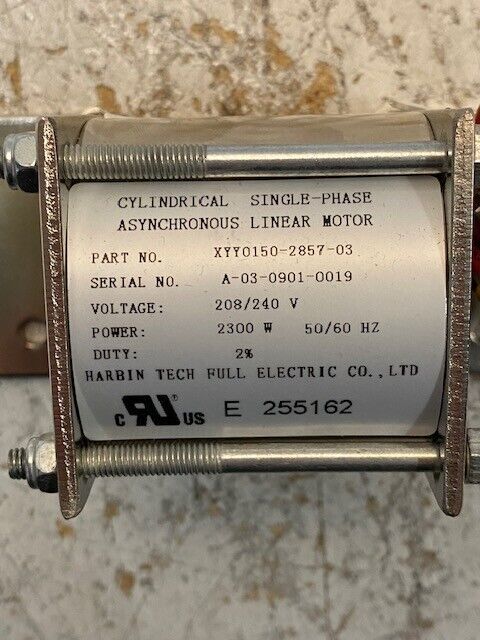 CYLINDRICAL SINGLE-PHASE
ASYNCHRONOUS LINEAR MOTOR
PART NO. XYY0150-2857-03
SERIAL NO. A-03-0901-0019
VOLTAGE: 208/240 V
POWER: 2300 W 50/60 HZ
DUTY: 2%
HARBIN TECH FULL ELECTRIC CO.,LTD
C RU® US E 255162